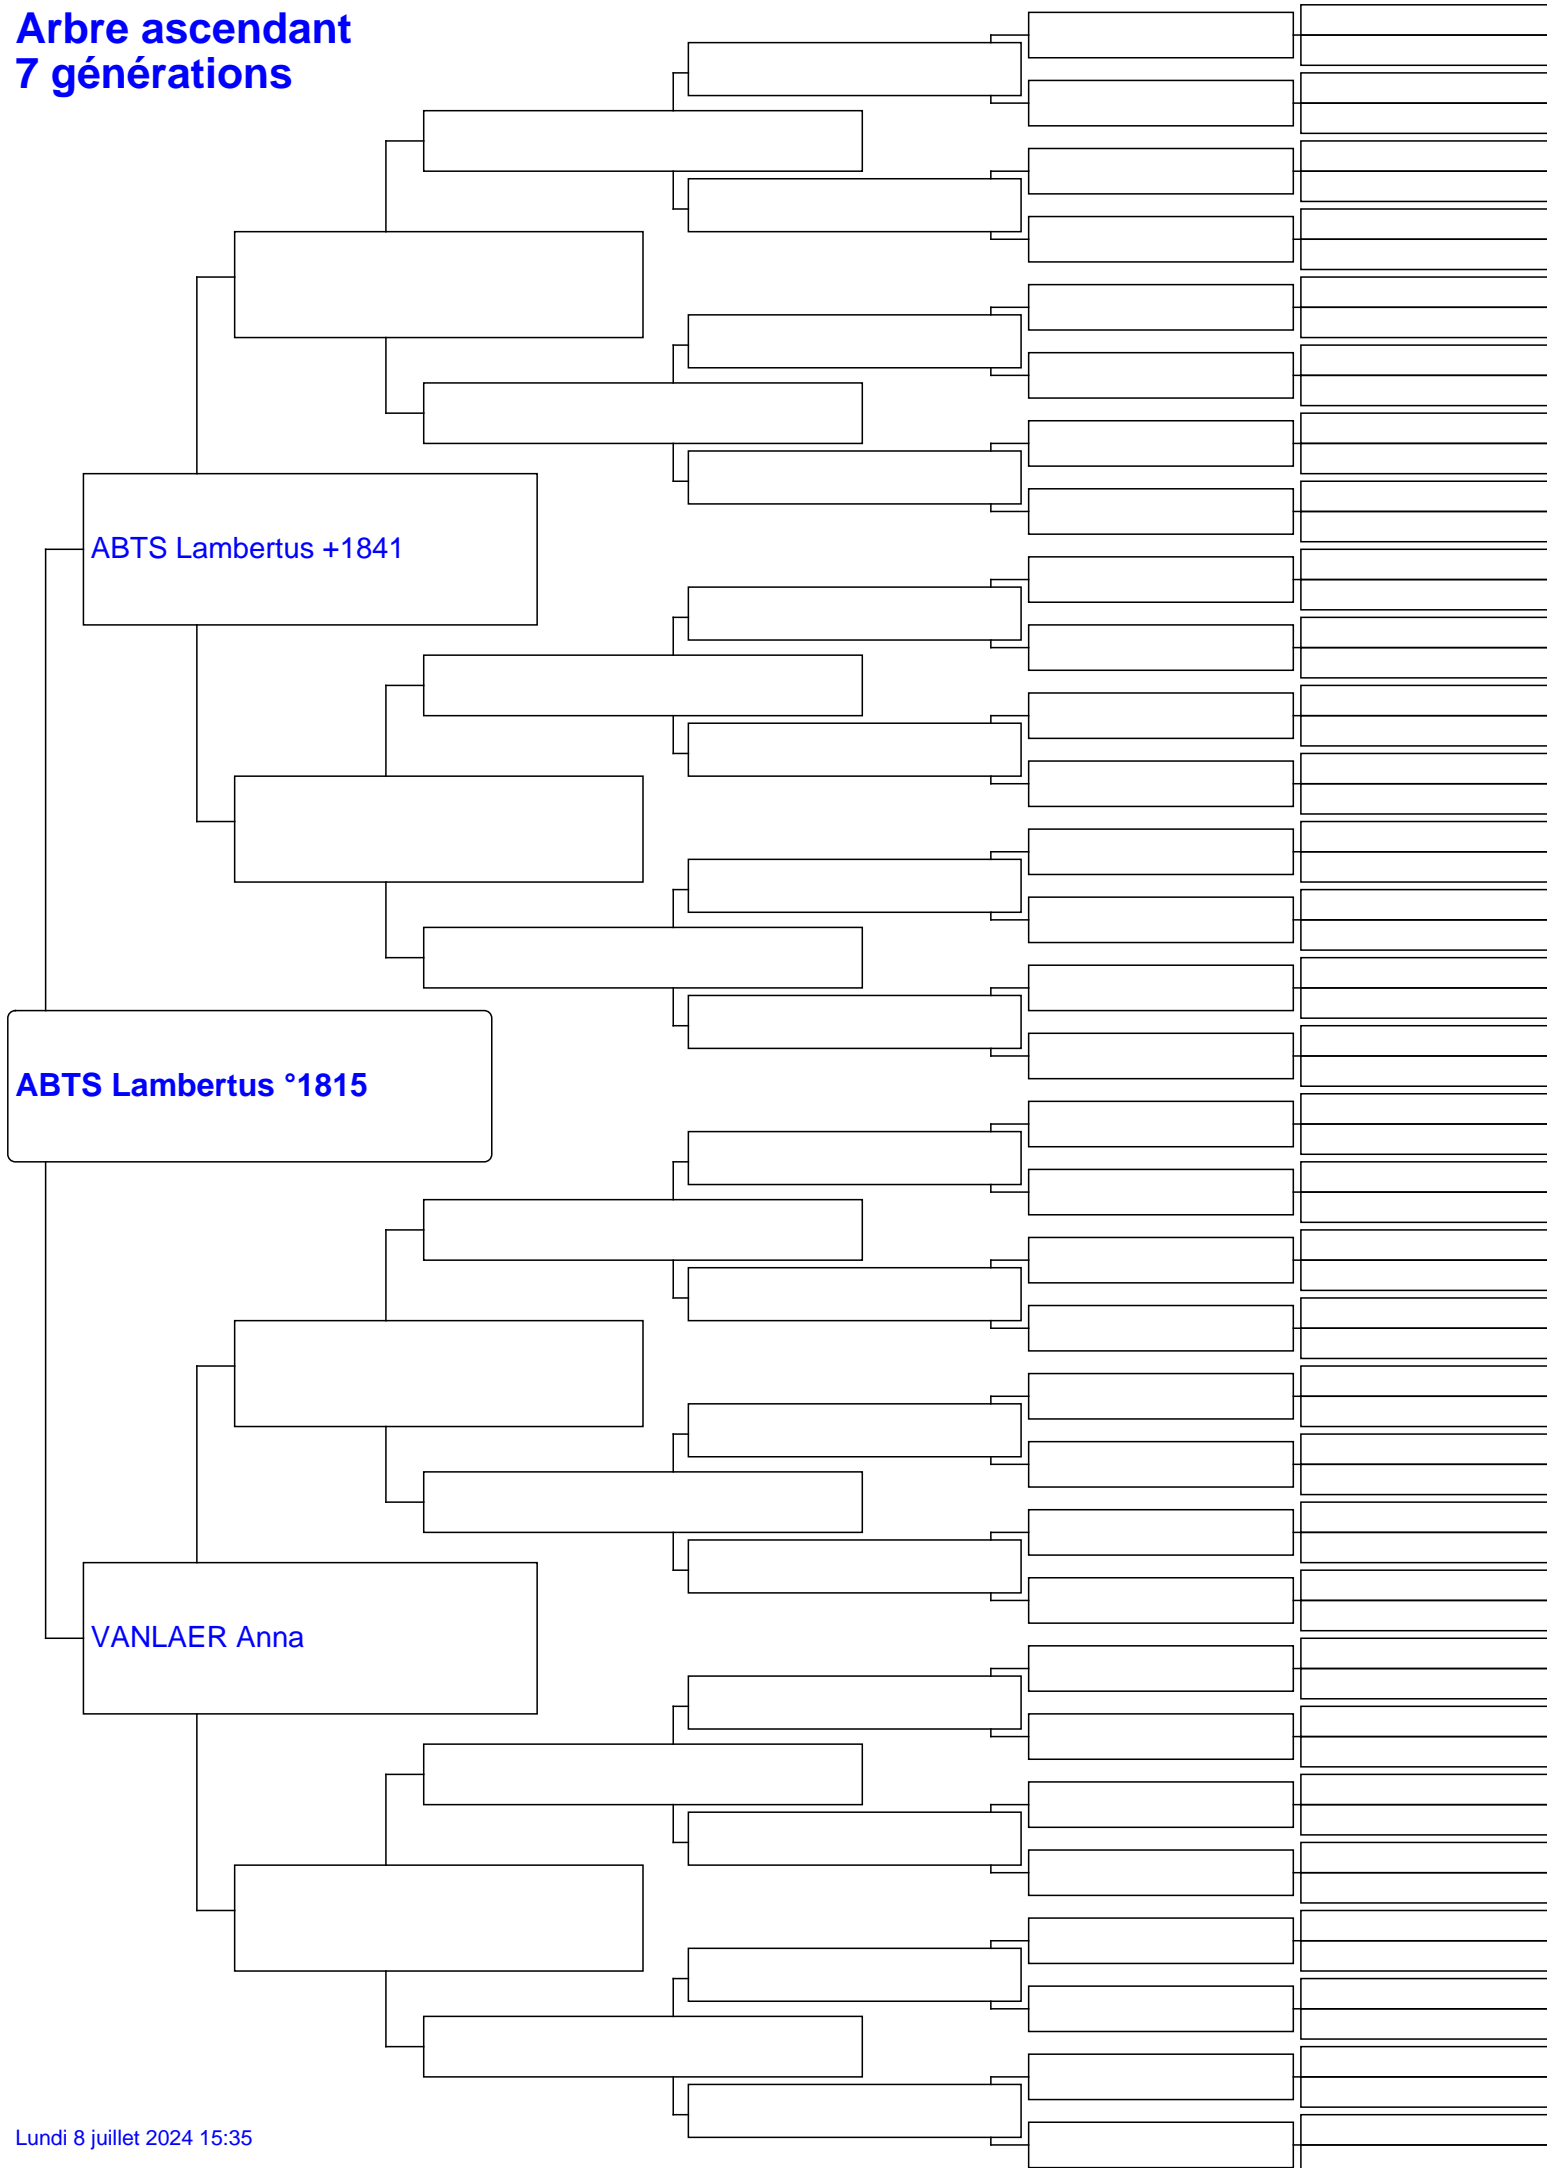 Arbre ascendant
7 générations
ABTS Lambertus +1841
ABTS Lambertus °1815
VANLAER Anna
Lundi 8 juillet 2024 15:35